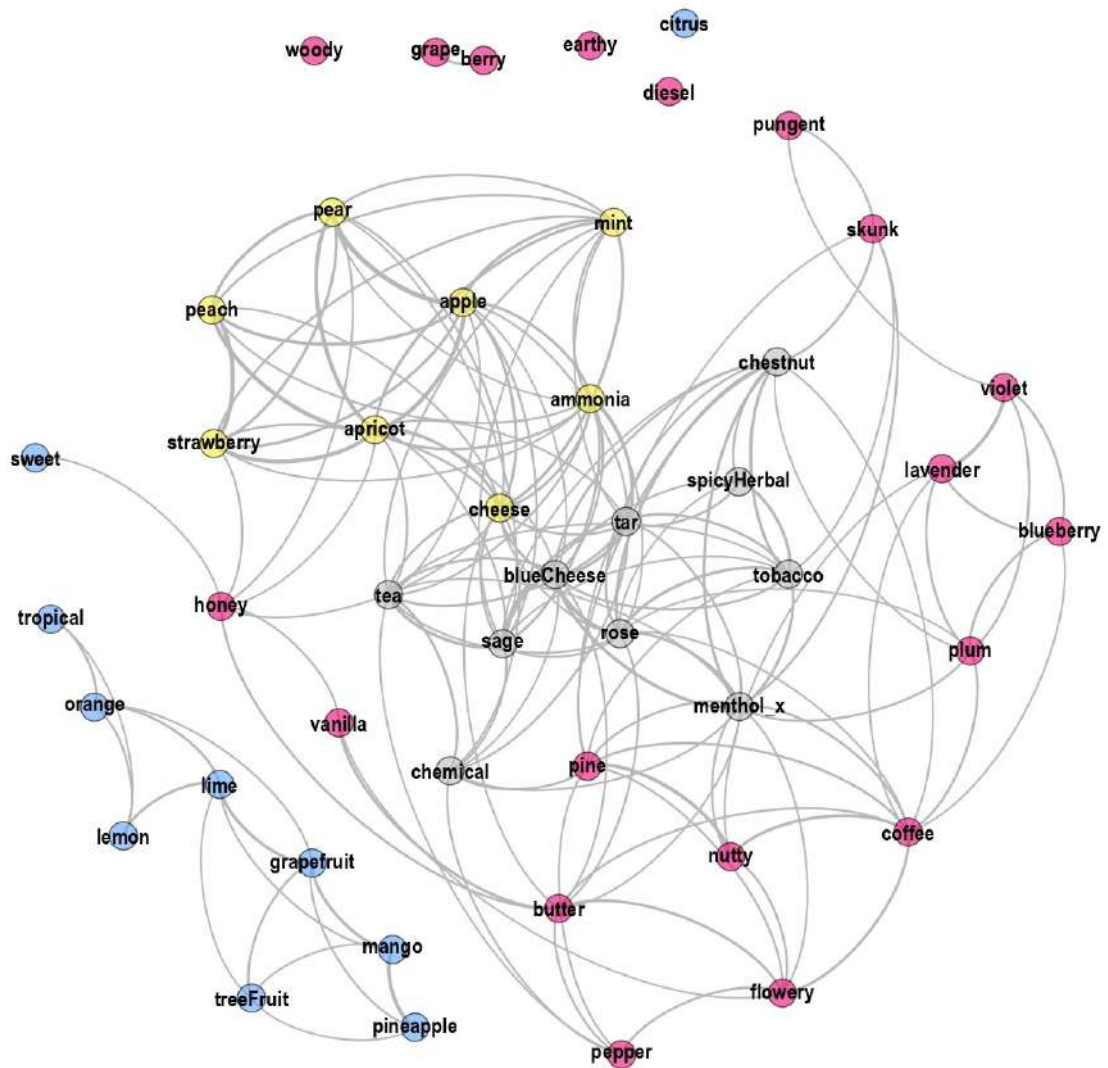 citrus
woody
grape
berry
earthy
diesel
pungent
pear
mint
skunk
peach
apple
chestnut
violet
ammonia
strawberry
apricot
sweet
lavender
spicyHerbal
cheese
tar
blueberry
blueCheese
tobacco
tea
honey
tropical
sage
rose
plum
orange
menthol_x
vanilla
chemical
pine
lime
lemon
coffee
grapefruit
nutty
butter
mango
treeFruit
flowery
pineapple
pepper